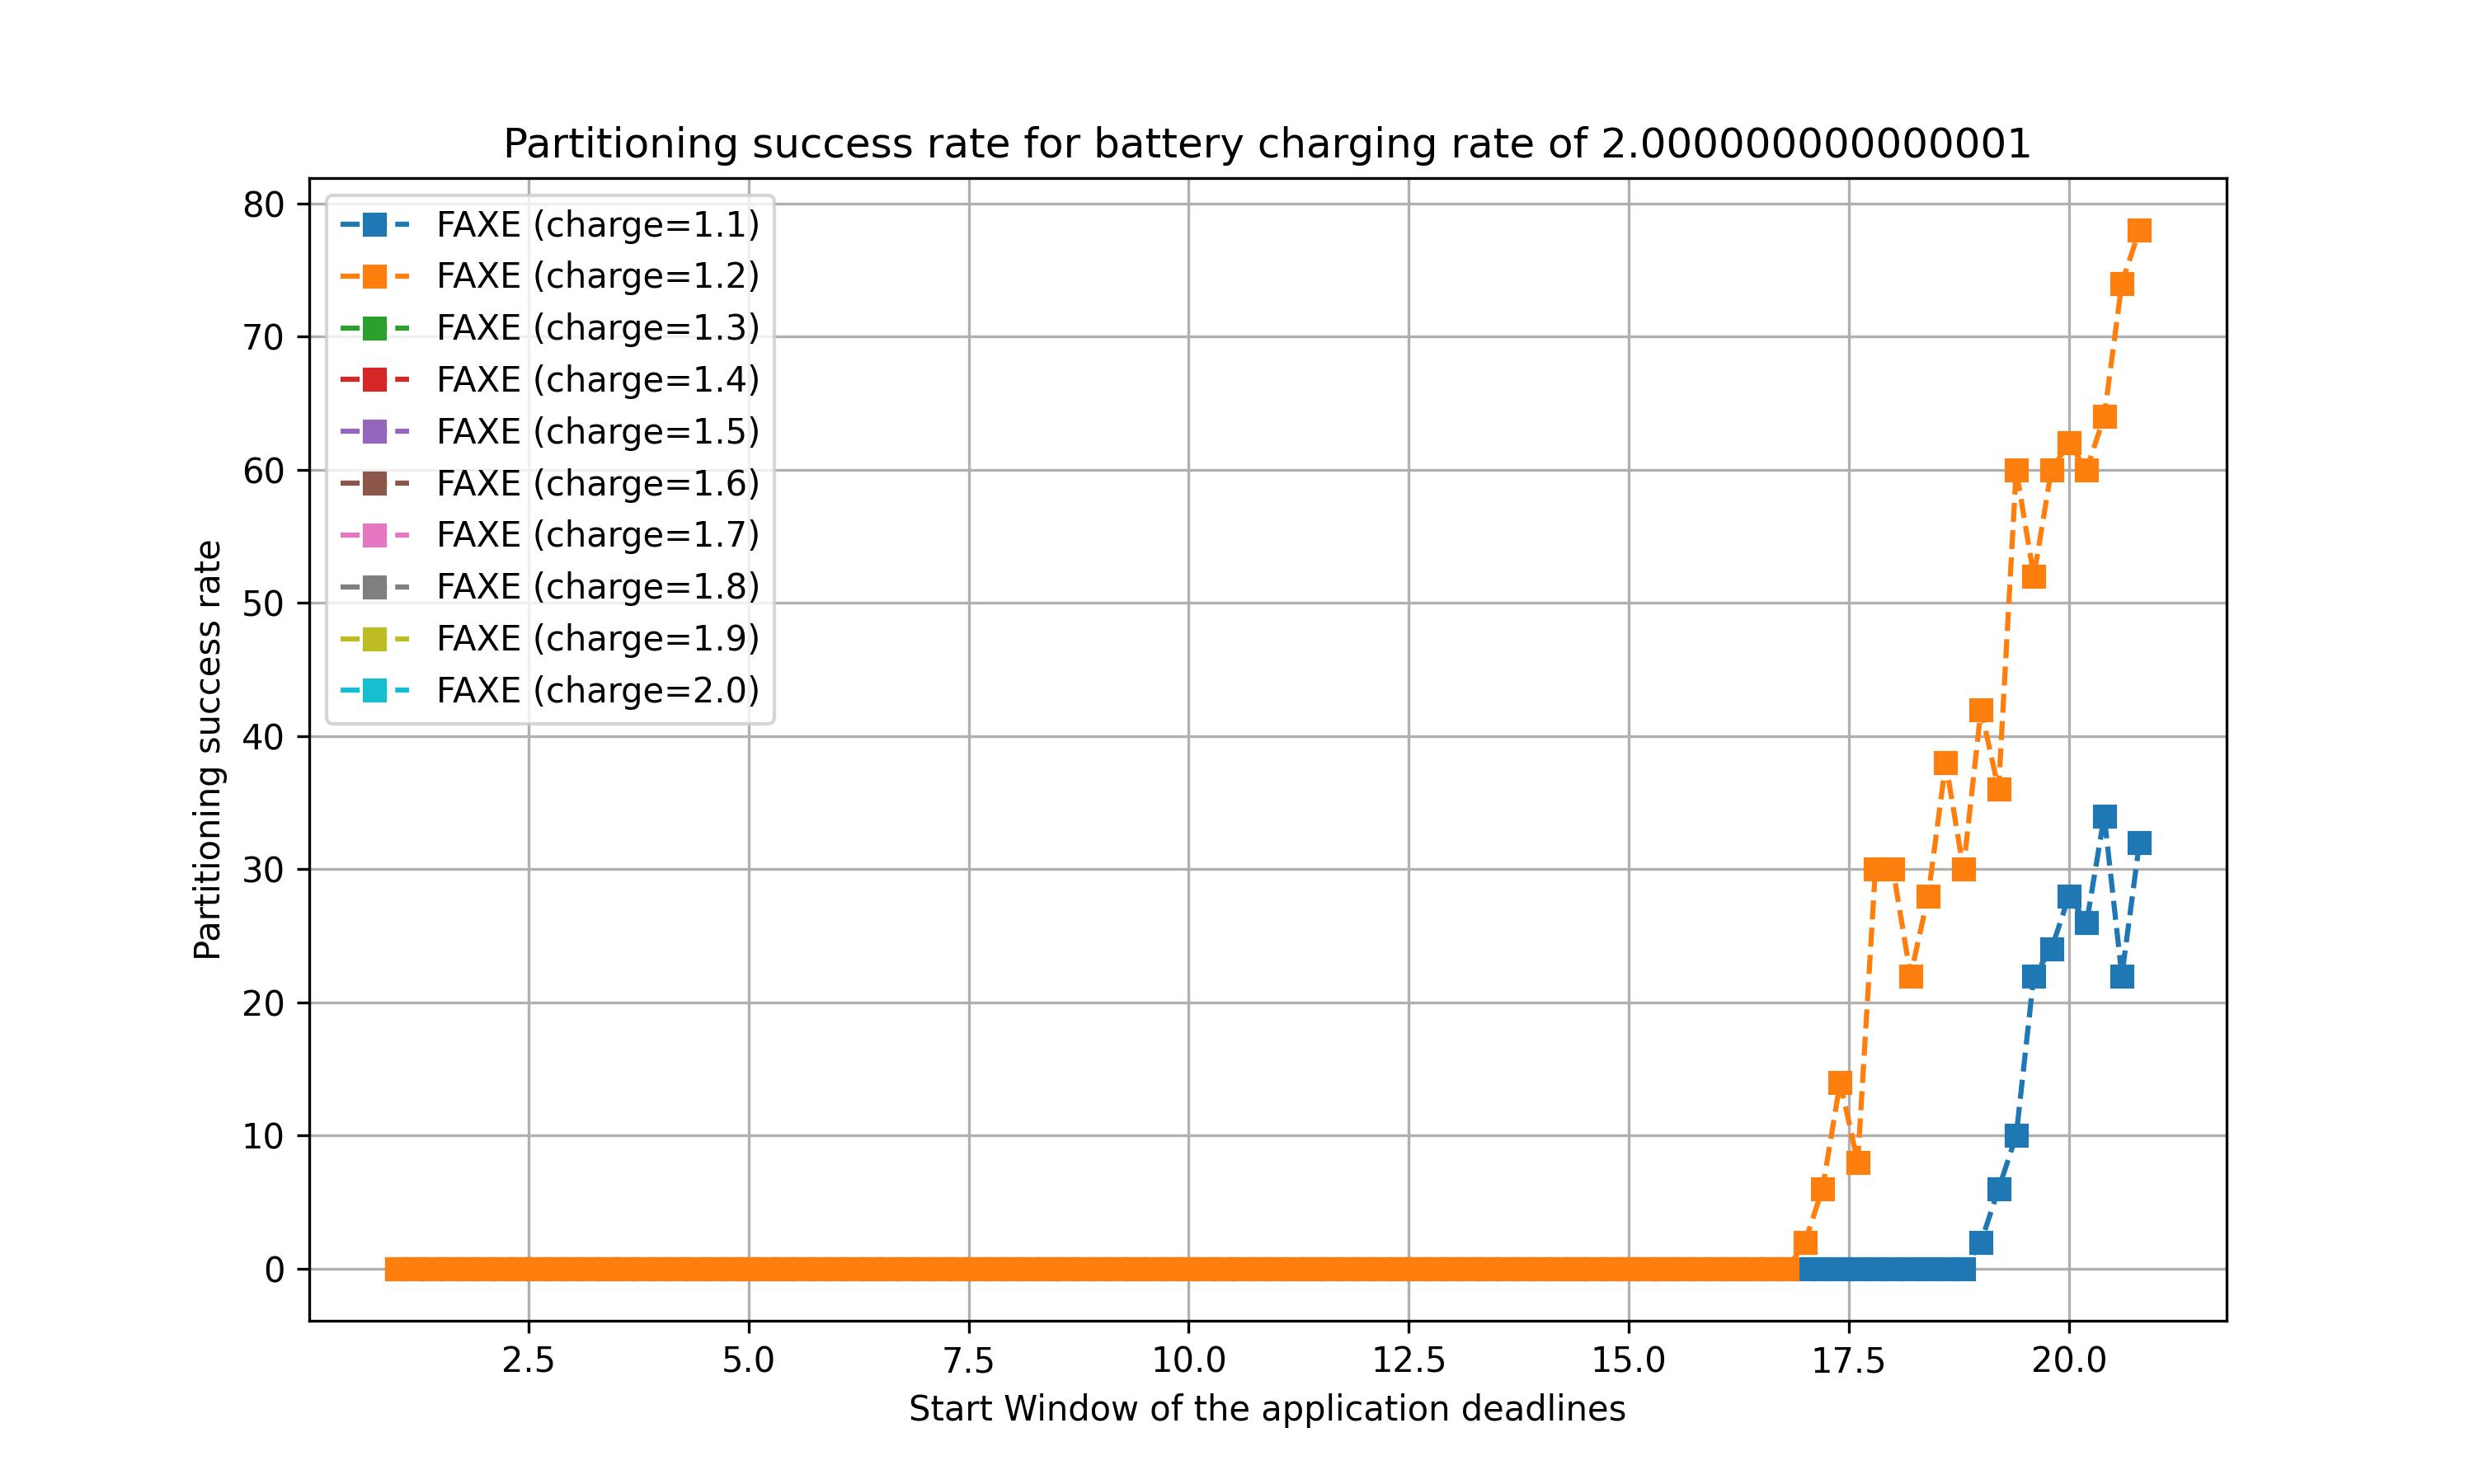 Partitioning success rate for battery charging rate of 2.0000000000000001
80
70
60
50
40
30
20
10
0
Partitioning success rate
FAXE (charge=1.1)
FAXE (charge=1.2)
FAXE (charge=1.3)
FAXE (charge=1.4)
FAXE (charge=1.5)
FAXE (charge=1.6)
FAXE (charge=1.7)
FAXE (charge=1.8)
FAXE (charge=1.9)
FAXE (charge=2.0)
2.5 5.0 7.5 10.0 12.5 15.0 17.5 20.0
Start Window of the application deadlines